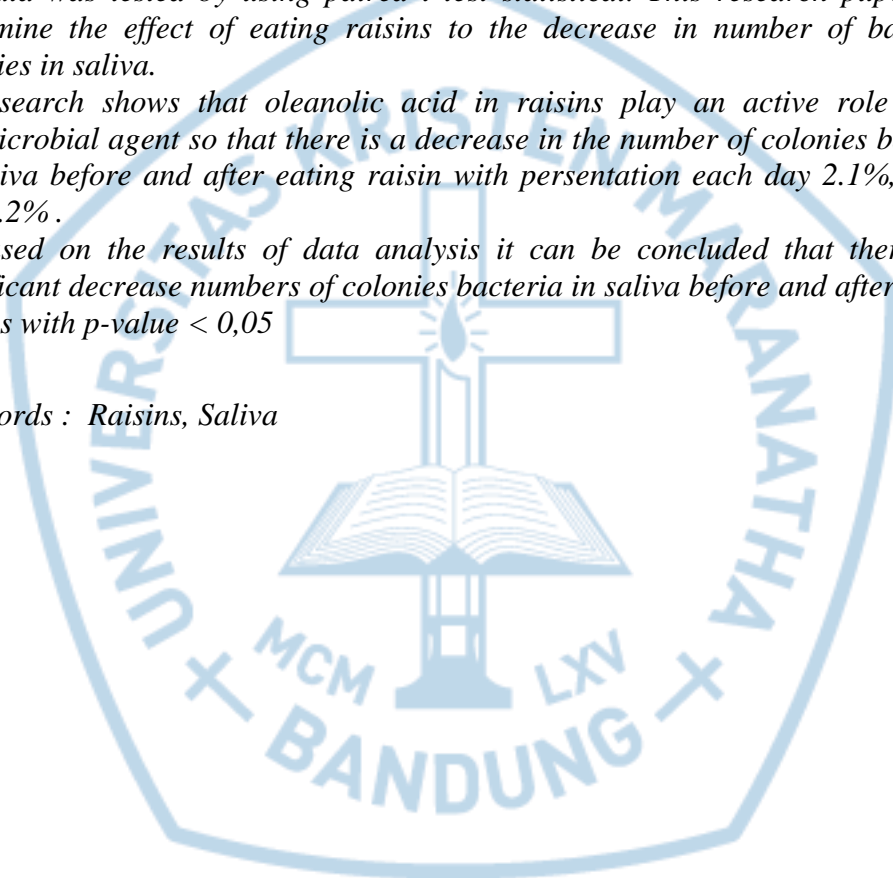 was tested by using paired t test statistical. This research
mine the effect of eating raisins to the decrease in number of ba
ies in saliva.
search shows that oleanolic acid in raisins play an active role
icrobial agent so that there is a decrease in the number of colonies b
iva before and after eating raisin with persentation each day 2.1%,
.2% .
sed on the results of data analysis it can be concluded that ther
ficant decrease numbers of colonies bacteria in saliva before and after
s with p-value < 0,05
ords : Raisins, Saliva
UNIVERSITAS KRISTEN MARANATHA
MCM LXV
BANDUNG